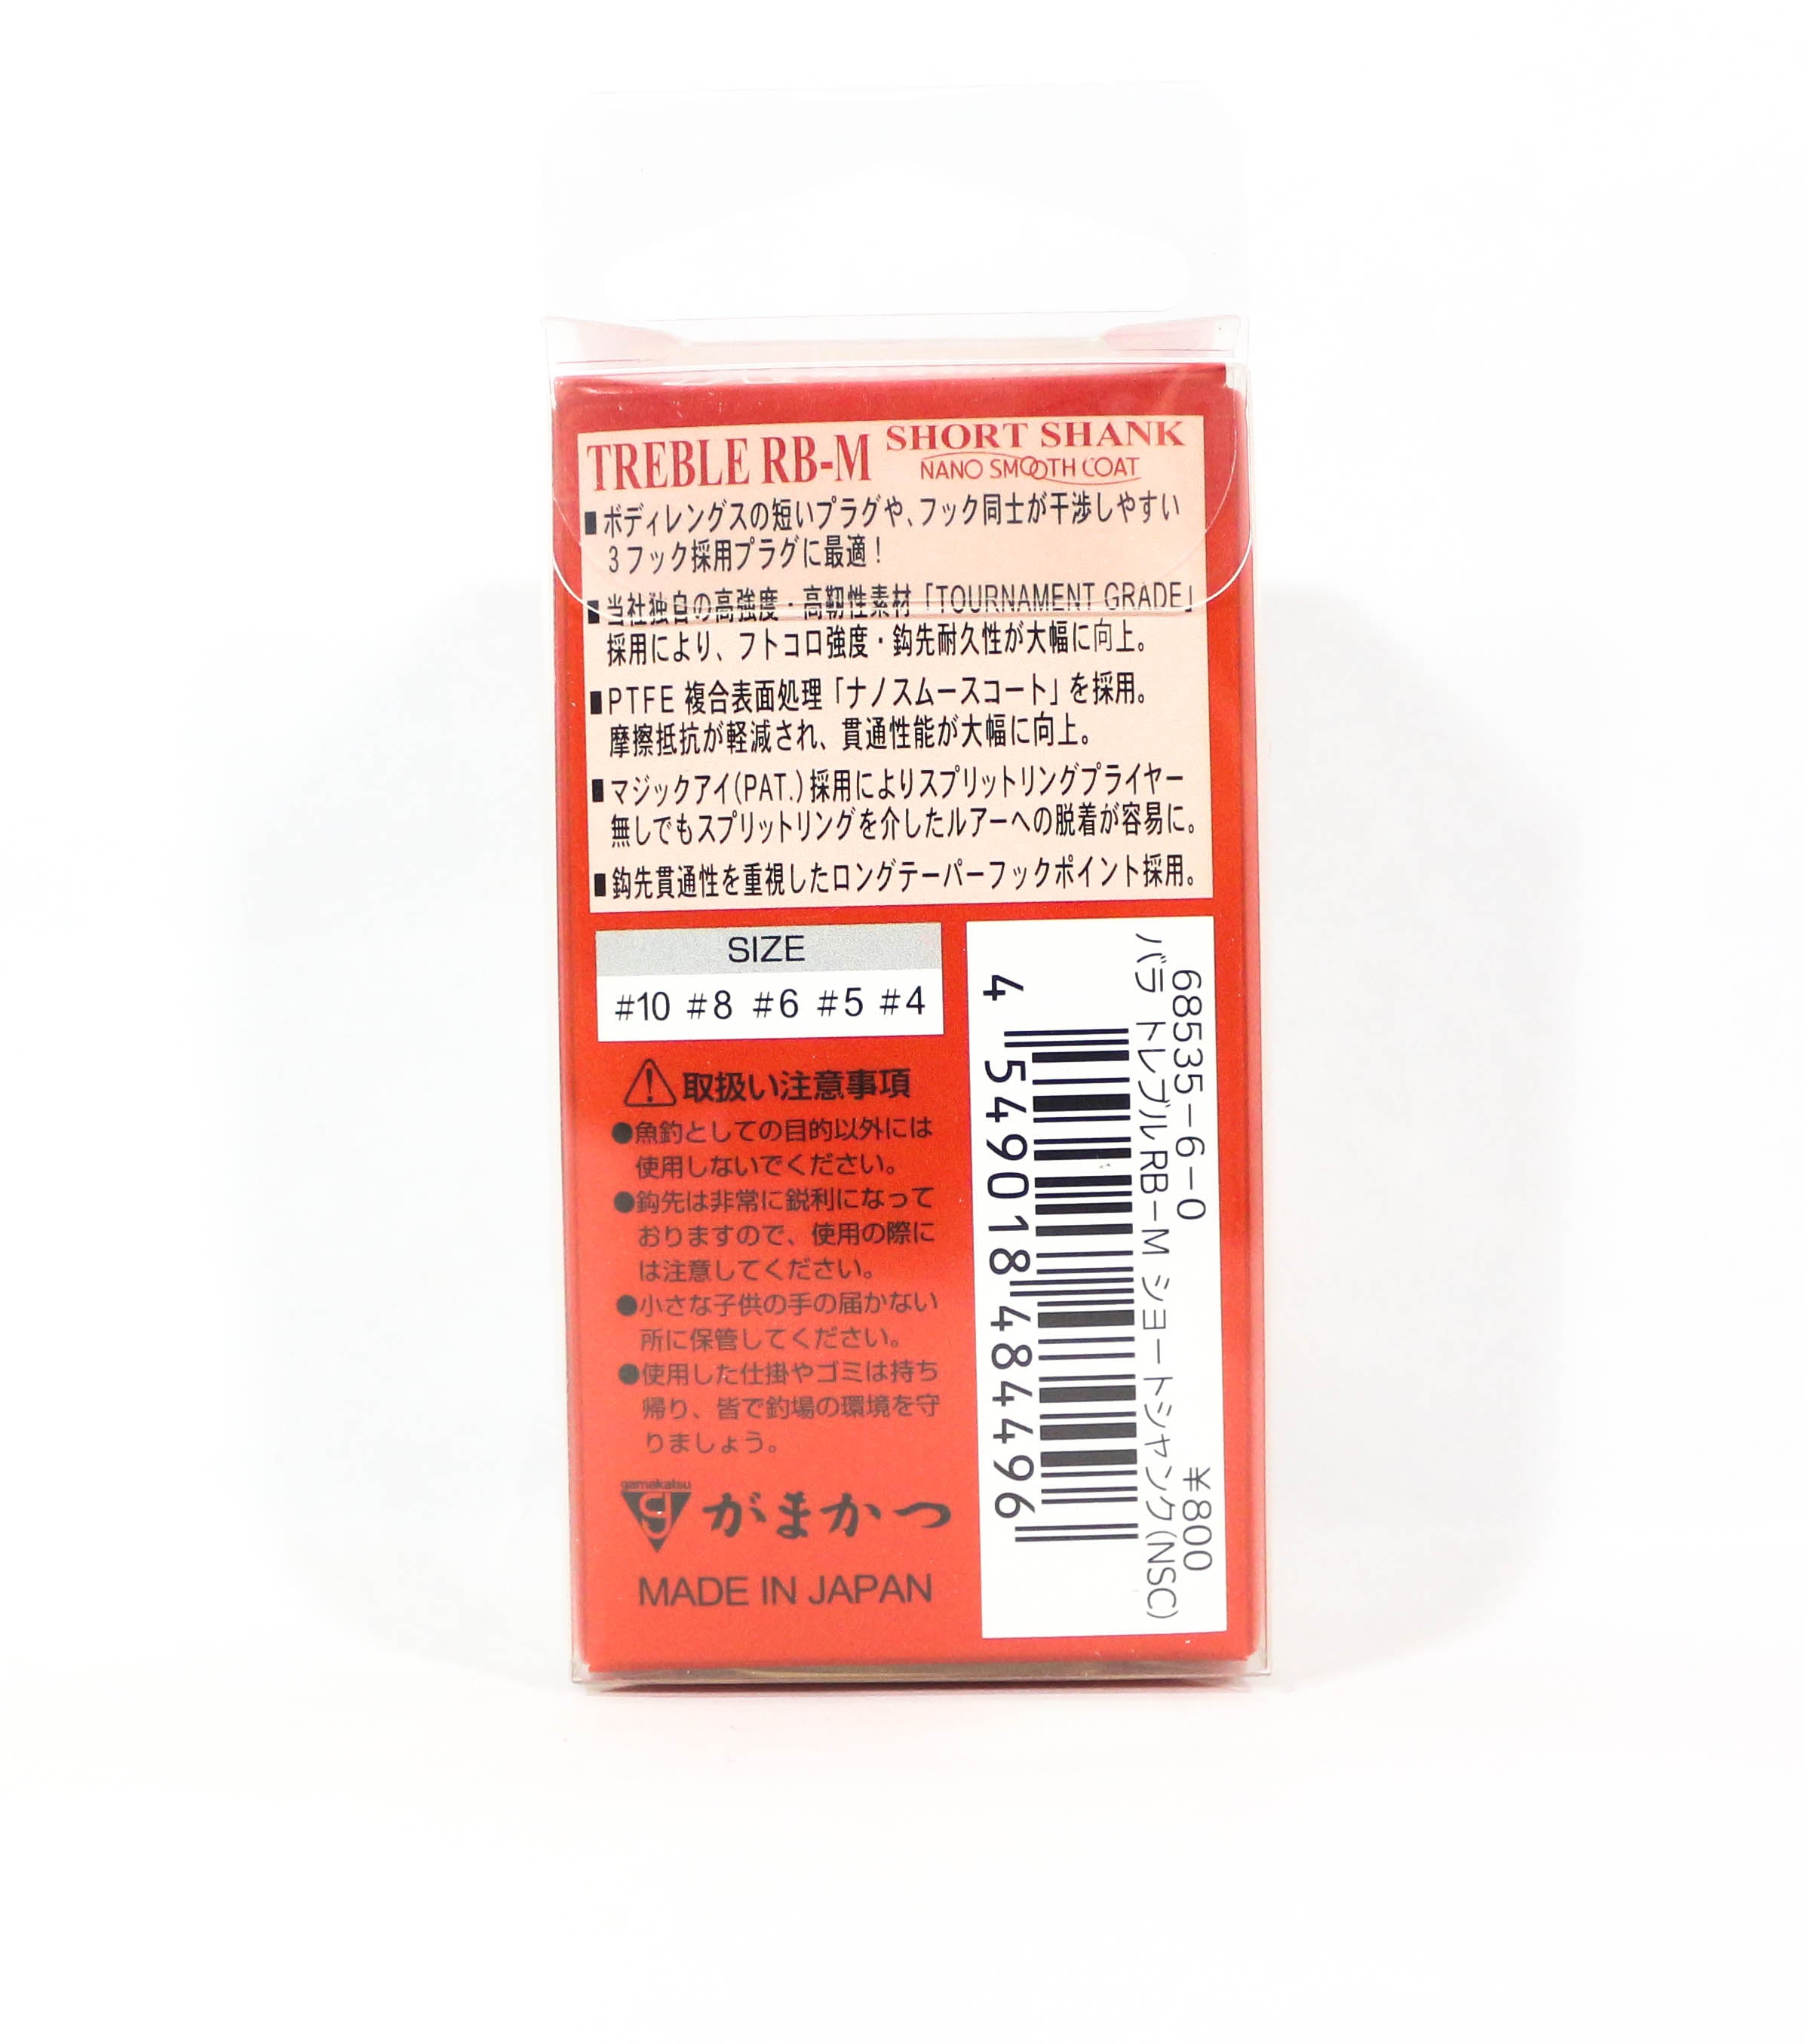 TREBLE RB-M SHORT SHANK
NANO SMOOTH COAT
■ボディレングスの短いプラグや、フック同士が干渉しやすい
3フック採用プラグに最適！
■当社独自の高強度・高靭性素材「TOURNAMENT GRADE」
採用により、フトコロ強度・鈎先耐久性が大幅に向上。
■PTFE 複合表面処理「ナノスムースコート」を採用。
摩擦抵抗が軽減され、貫通性能が大幅に向上。
■マジックアイ(PAT.)採用によりスプリットリングプライヤー
無しでもスプリットリングを介したルアーへの脱着が容易に。
■鈎先貫通性を重視したロングテーパーフックポイント採用。
SIZE
#10 #8 #6 #5 #4
取扱い注意事項
●魚釣としての目的以外には
使用しないでください。
●鈎先は非常に鋭利になって
おりますので、使用の際に
は注意してください。
●小さな子供の手の届かない
所に保管してください。
●使用した仕掛やゴミは持ち
帰り、皆で釣場の環境を守
りましょう。
gamakatsu
g がまかつ
MADE IN JAPAN
68535-6-0 ¥800
バラ トレブルRB-M ショートシャンク(NSC)
4 549018 484496